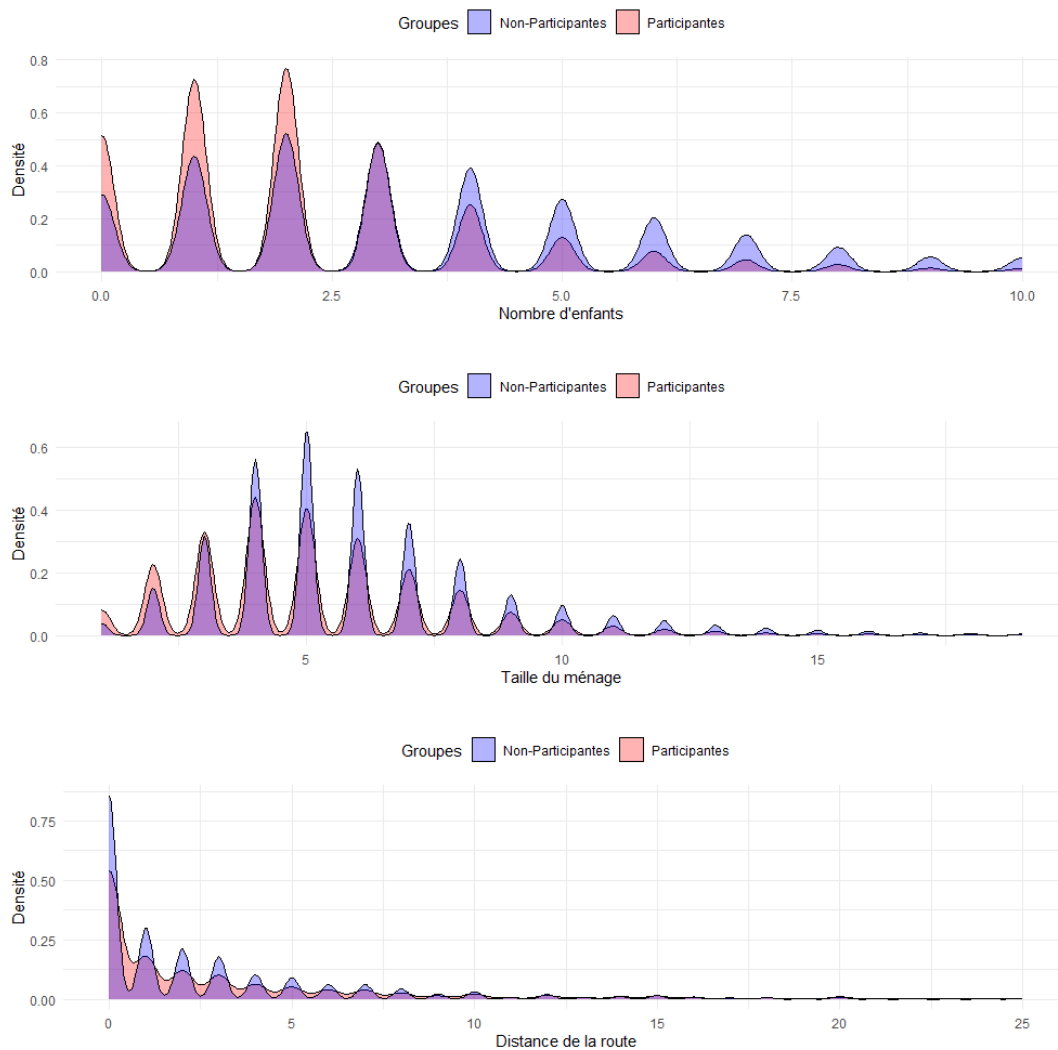 Groupes Non-Participantes Participantes
0.8
0.6
0.4
0.2
0.0
Densité
0.0 2.5 5.0 7.5 10.0
Nombre d'enfants
Groupes Non-Participantes Participantes
0.6
0.4
0.2
0.0
Densité
5 10 15
Taille du ménage
Groupes Non-Participantes Participantes
0.75
0.50
0.25
0.00
Densité
0 5 10 15 20 25
Distance de la route